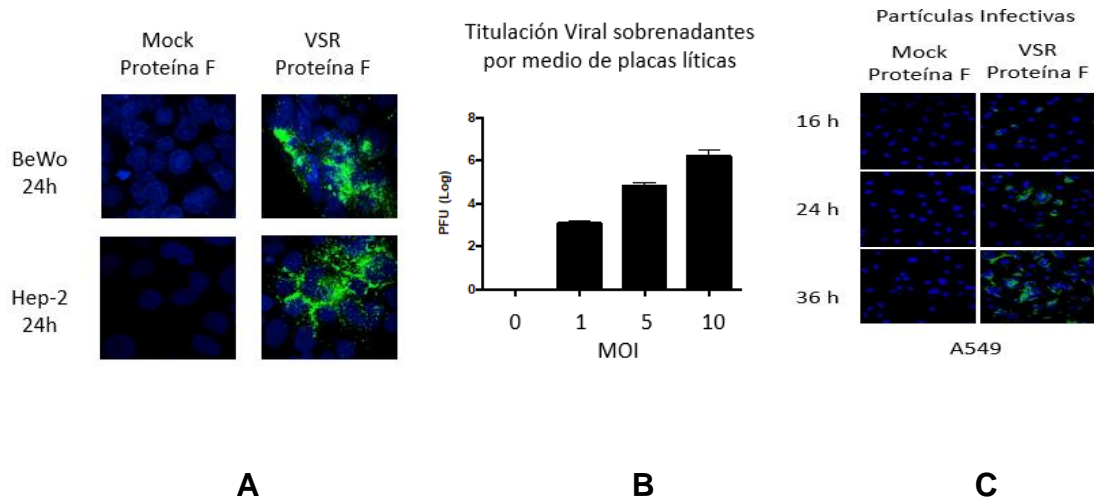 Mock
Proteína F
VSR
Proteína F
BeWo
24h
Hep-2
24h
Titulación Viral sobrenadantes
por medio de placas líticas
PFU (Log)
8
6
4
2
0
0 1 5 10
MOI
Partículas Infectivas
Mock
Proteína F
VSR
Proteína F
16 h
24 h
36 h
A549
A B C